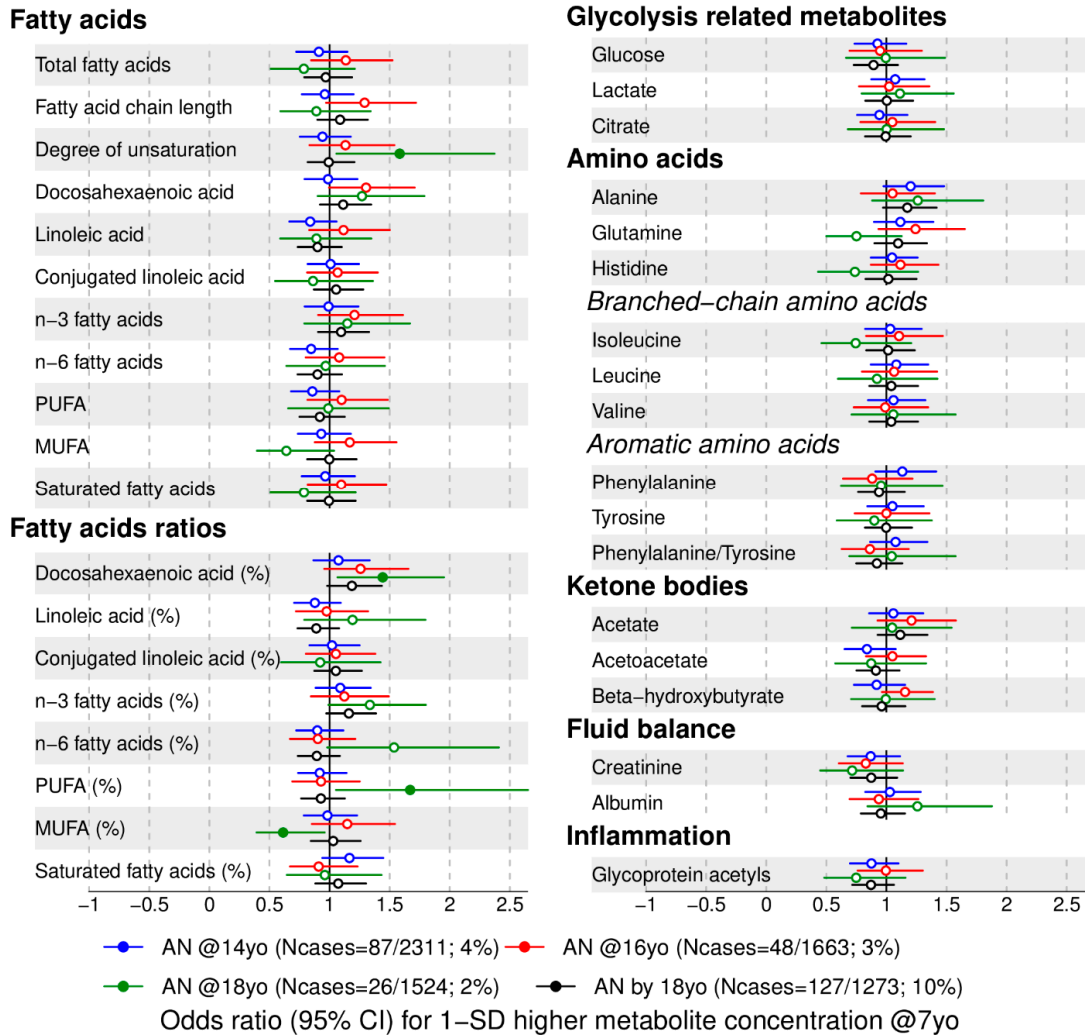 Fatty acids
Total fatty acids
Fatty acid chain length
Degree of unsaturation
Docosahexaenoic acid
Linoleic acid
Conjugated linoleic acid
n−3 fatty acids
n−6 fatty acids
PUFA
MUFA
Saturated fatty acids
Fatty acids ratios
Docosahexaenoic acid (%)
Linoleic acid (%)
Conjugated linoleic acid (%)
n−3 fatty acids (%)
n−6 fatty acids (%)
PUFA (%)
MUFA (%)
Saturated fatty acids (%)
−1 −0.5 0 0.5 1 1.5 2 2.5
Glycolysis related metabolites
Glucose
Lactate
Citrate
Amino acids
Alanine
Glutamine
Histidine
Branched−chain amino acids
Isoleucine
Leucine
Valine
Aromatic amino acids
Phenylalanine
Tyrosine
Phenylalanine/Tyrosine
Ketone bodies
Acetate
Acetoacetate
Beta−hydroxybutyrate
Fluid balance
Creatinine
Albumin
Inflammation
Glycoprotein acetyls
−1 −0.5 0 0.5 1 1.5 2 2.5
AN @14yo (Ncases=87/2311; 4%) AN @16yo (Ncases=48/1663; 3%)
AN @18yo (Ncases=26/1524; 2%) AN by 18yo (Ncases=127/1273; 10%)
Odds ratio (95% CI) for 1−SD higher metabolite concentration @7yo